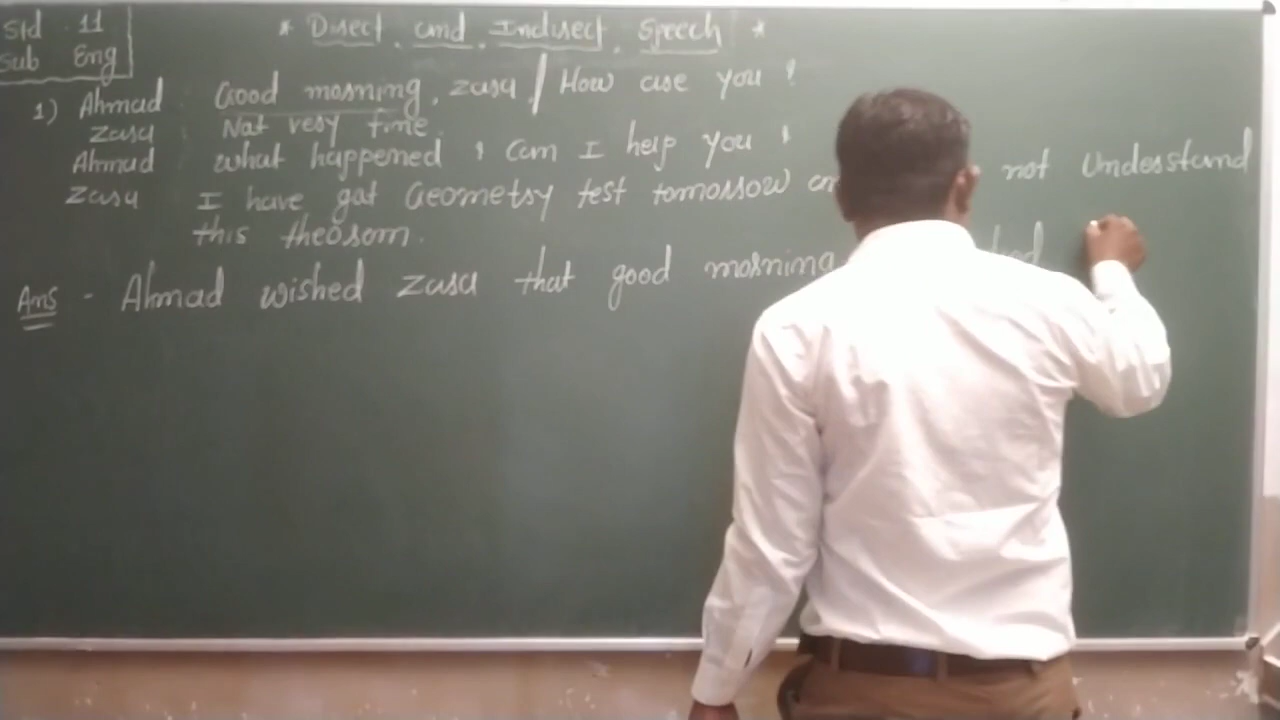 Std 11
Sub Eng
* Direct and Indirect Speech *
1) Ahmad : Good morning, Zara / How are you ?
Zara : Not very fine.
Ahmad what happened ? Can I help you ?
Zara I have got Geometry test tomorrow not Understand
this theorom.
Ans - Ahmad wished Zara that good morning